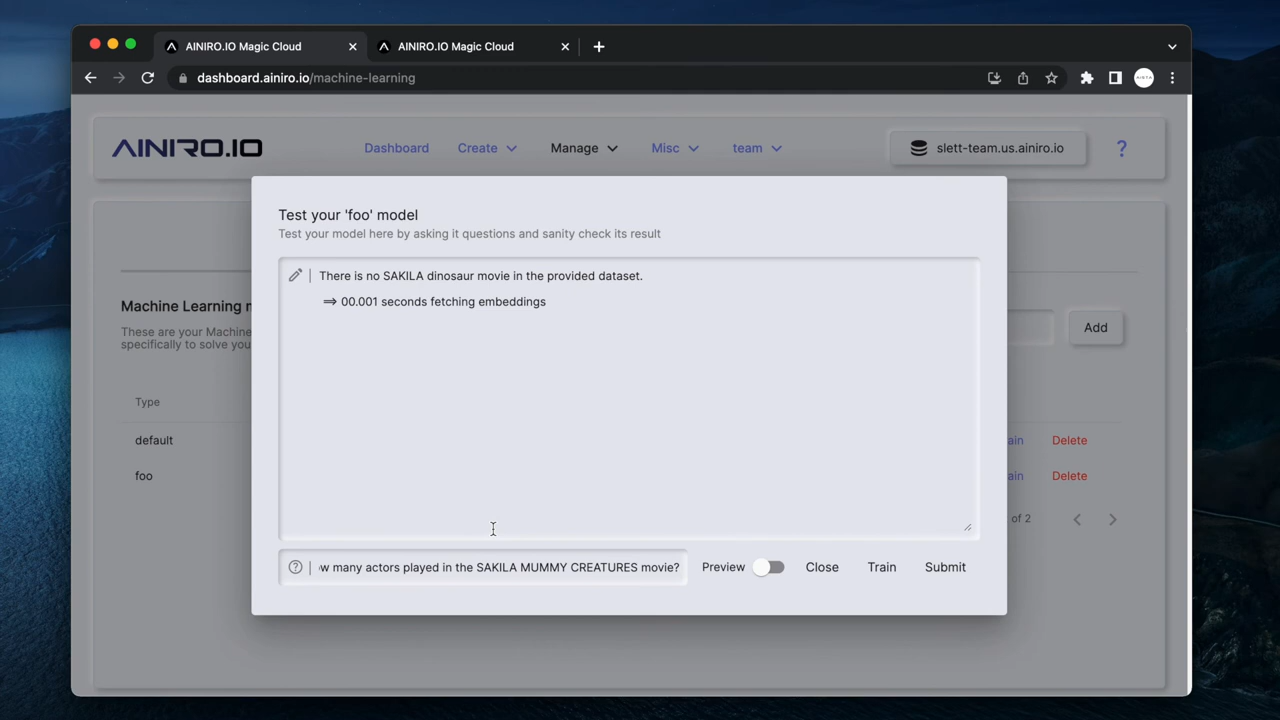 AINIRO.IO Magic Cloud
AINIRO.IO Magic Cloud
dashboard.ainiro.io/machine-learning
AINIRO.IO
Dashboard
Create
Manage
Misc
team
slett-team.us.ainiro.io
?
Test your 'foo' model
Test your model here by asking it questions and sanity check its result
There is no SAKILA dinosaur movie in the provided dataset.
⟹ 00.001 seconds fetching embeddings
Machine Learning
These are your Machine
specifically to solve
Add
Type
default
Delete
foo
Delete
of 2
many actors played in the SAKILA MUMMY CREATURES movie?
Preview
Close
Train
Submit